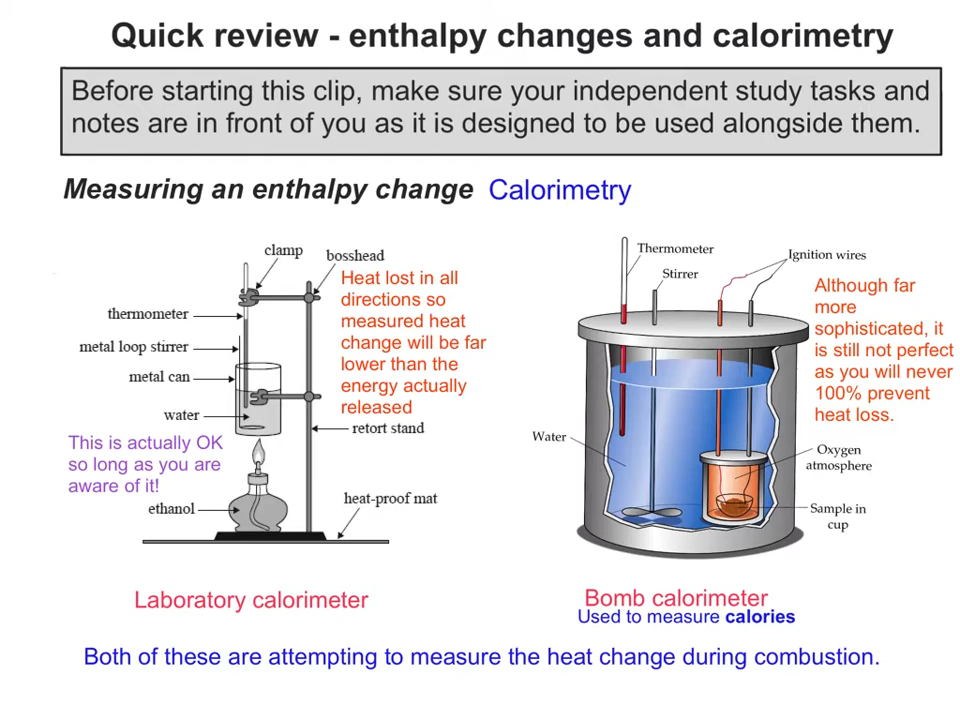 Quick review - enthalpy changes and calorimetry
Before starting this clip, make sure your independent study tasks and
notes are in front of you as it is designed to be used alongside them.
Measuring an enthalpy change Calorimetry
clamp
bosshead
Heat lost in all
directions so
measured heat
change will be far
lower than the
energy actually
released
thermometer
metal loop stirrer
metal can
water
This is actually OK
so long as you are
aware of it!
retort stand
ethanol
heat-proof mat
Laboratory calorimeter
Thermometer
Stirrer
Ignition wires
Although far
more
sophisticated, it
is still not perfect
as you will never
100% prevent
heat loss.
Water
Oxygen
atmosphere
Sample in
cup
Bomb calorimeter
Used to measure calories
Both of these are attempting to measure the heat change during combustion.